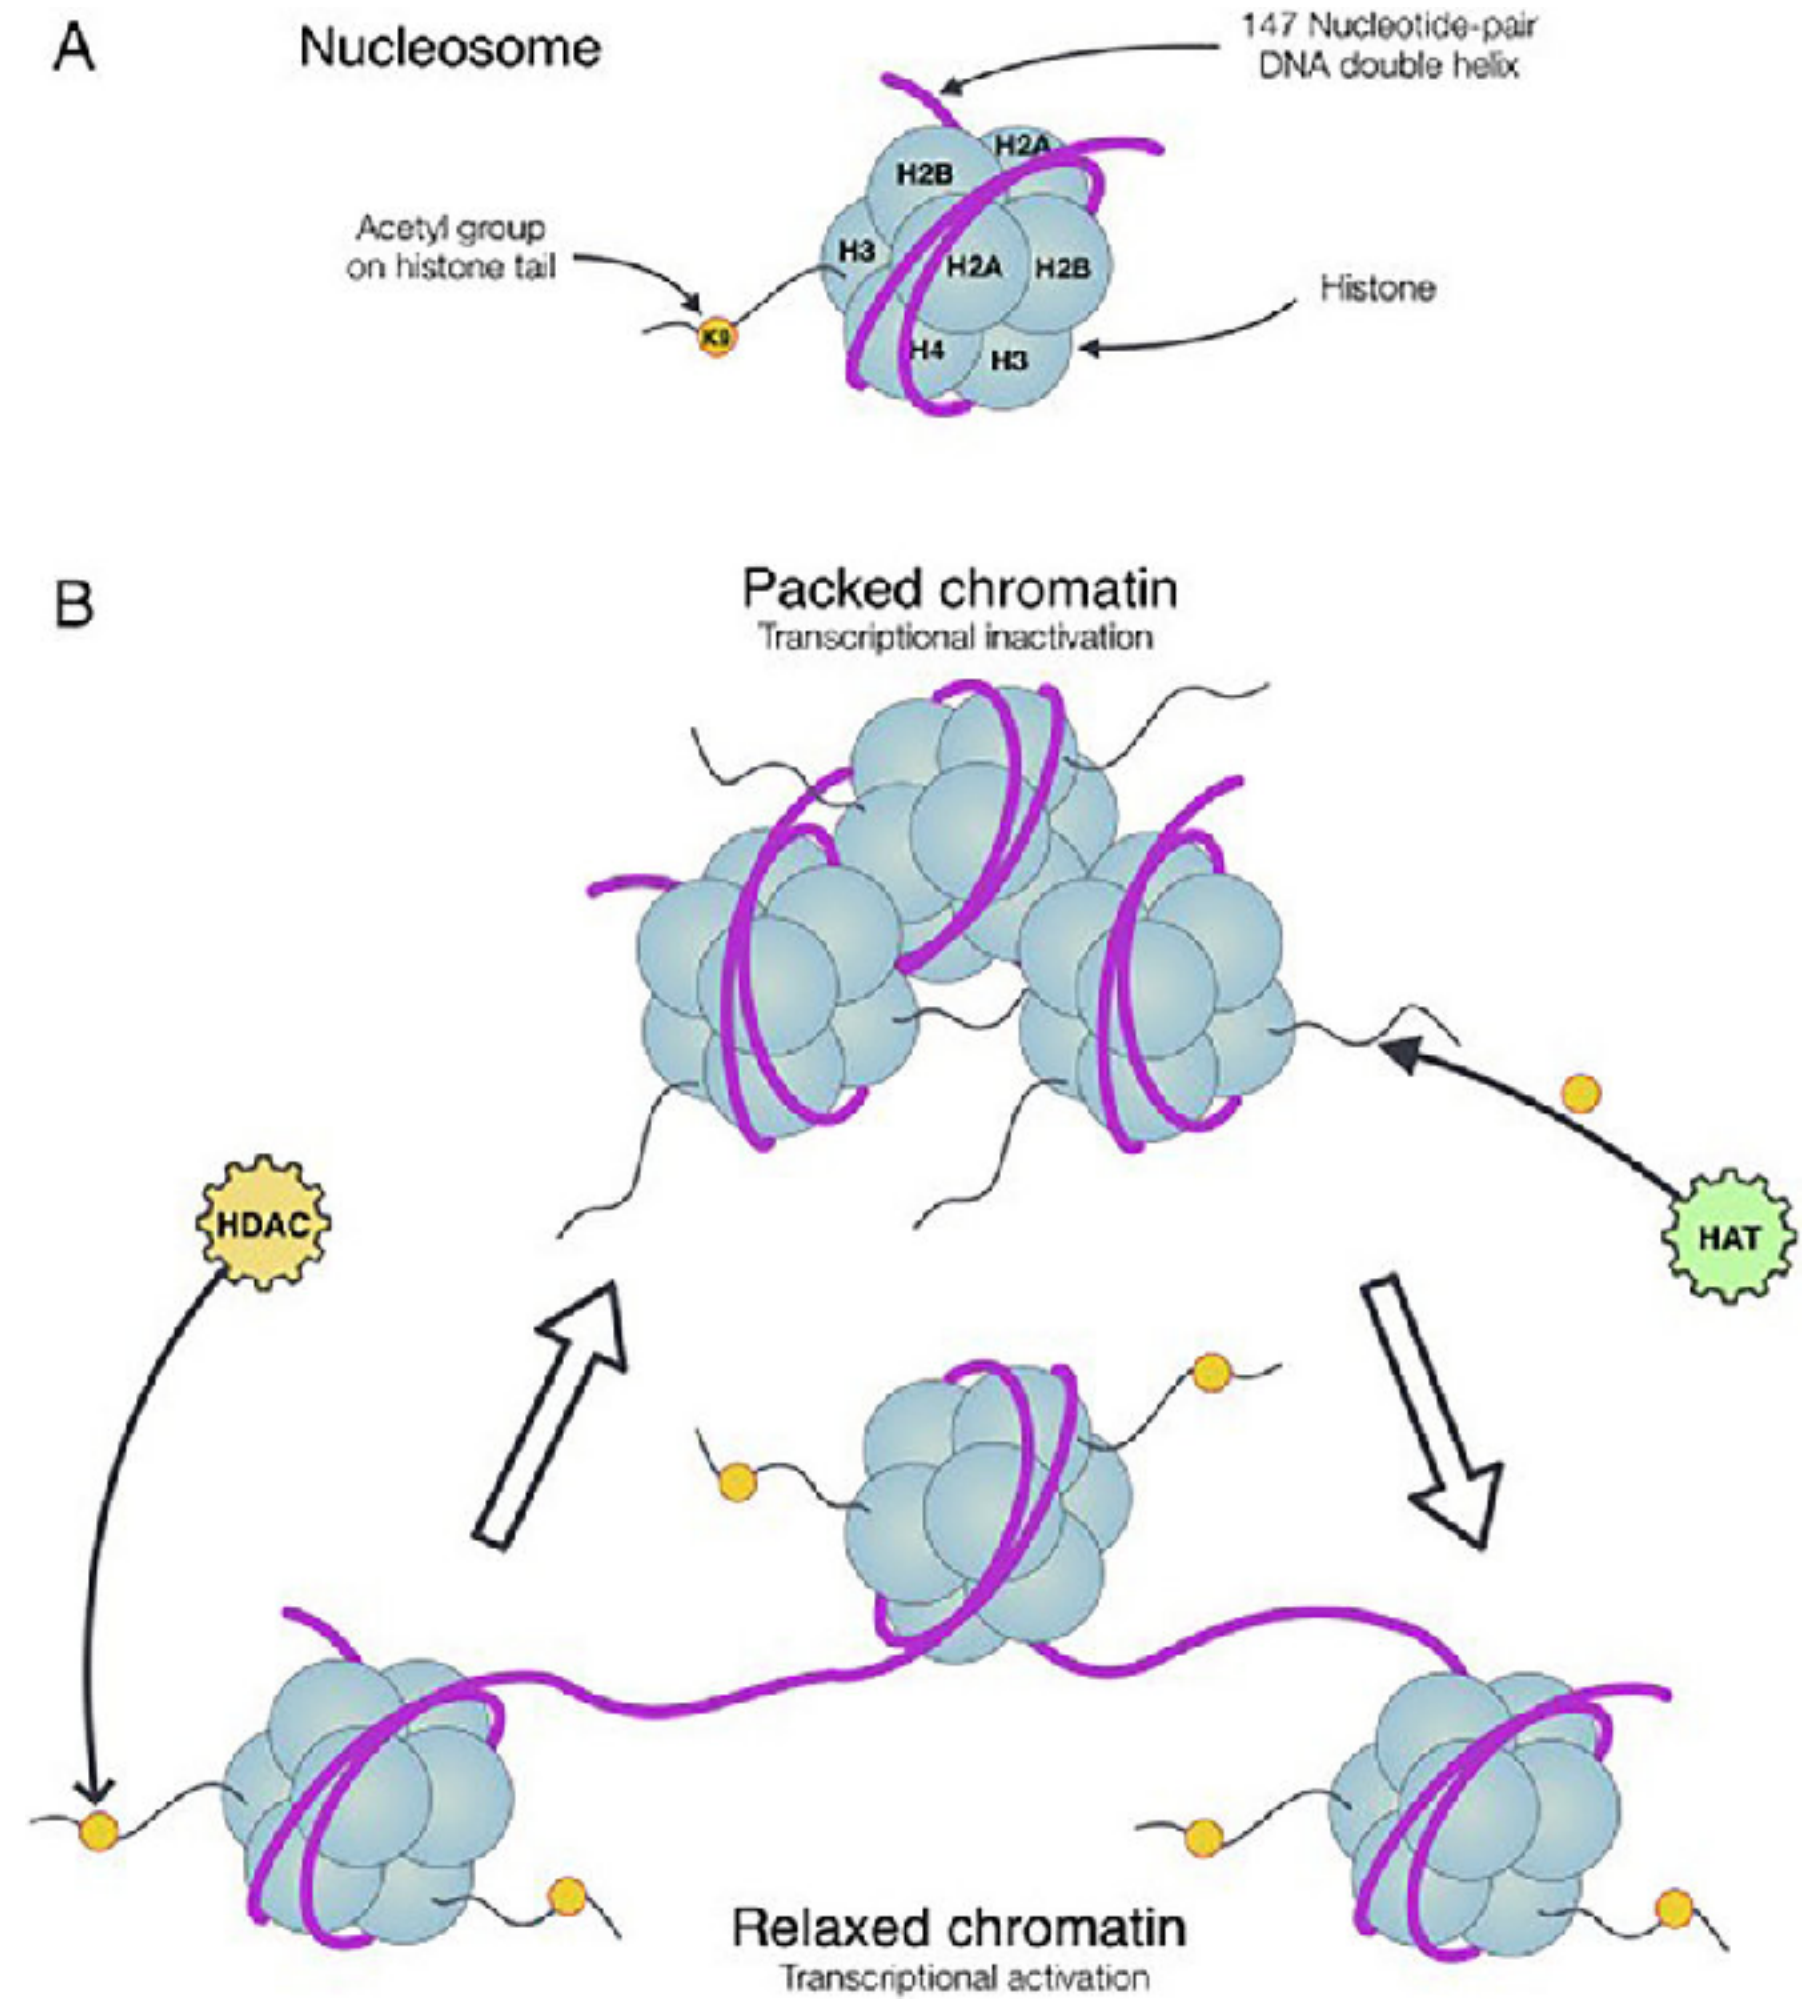 A
Nucleosome
147 Nucleotide-pair
DNA double helix
H2A
H2B
Acetyl group
on histone tail
H3
H2A
H2B
Histone
K9
H4
H3
B
Packed chromatin
Transcriptional inactivation
HDAC
HAT
Relaxed chromatin
Transcriptional activation